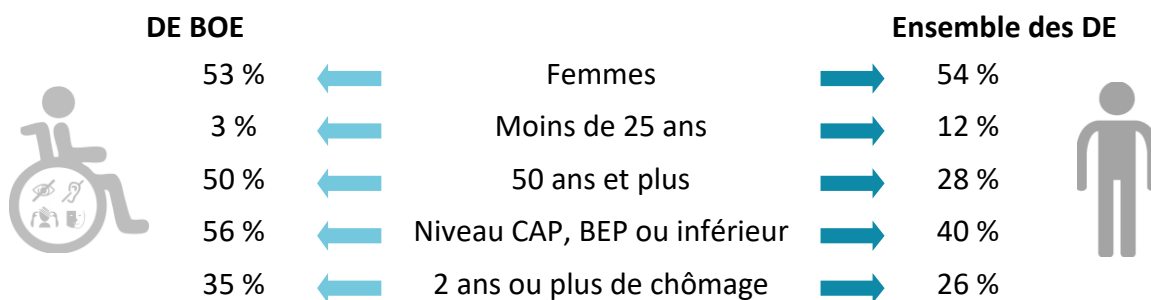 DE BOE Ensemble des DE
53 % Femmes 54 %
3 % Moins de 25 ans 12 %
50 % 50 ans et plus 28 %
56 % Niveau CAP, BEP ou inférieur 40 %
35 % 2 ans ou plus de chômage 26 %